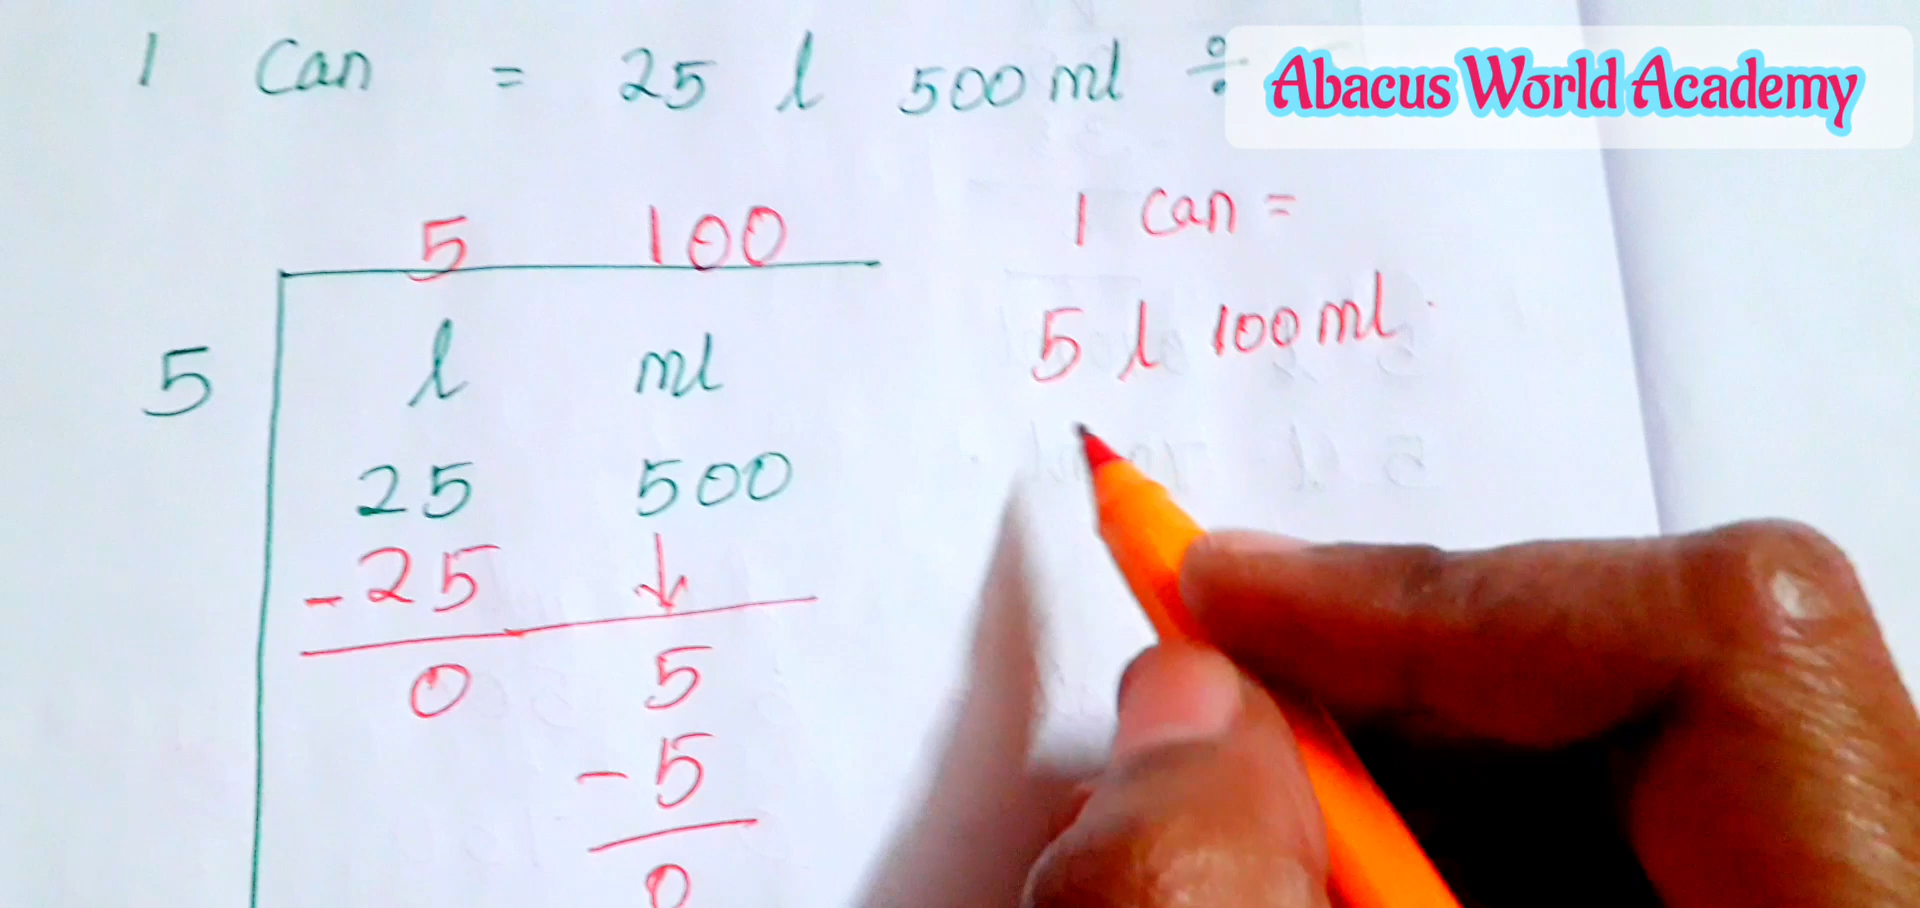 1 Can = 25 l 500 ml ÷
Abacus World Academy
5 100
5 l ml
25 500
- 25 ↓
0 5
- 5
0
1 Can =
5 l 100 ml